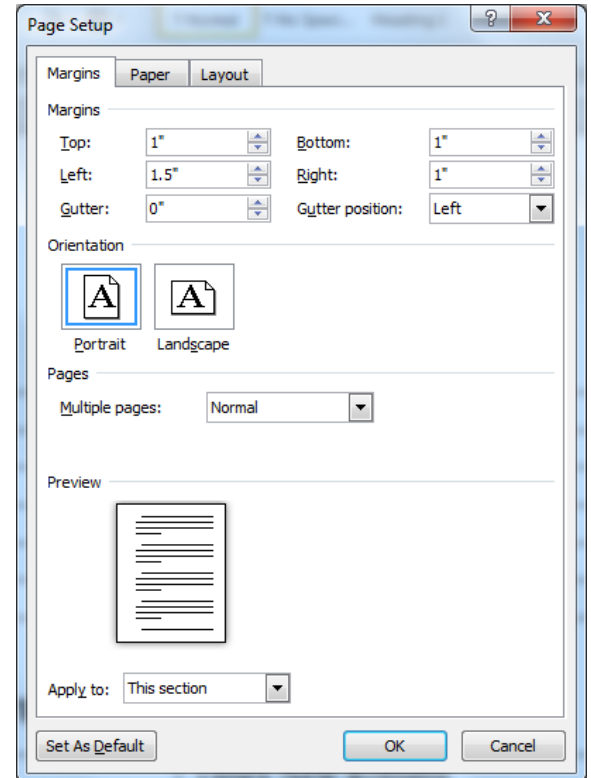 Page Setup
Margins Paper Layout
Margins
Top: 1" Bottom: 1"
Left: 1.5" Right: 1"
Gutter: 0" Gutter position: Left
Orientation
A A
Portrait Landscape
Pages
Multiple pages: Normal
Preview
Apply to: This section
Set As Default OK Cancel